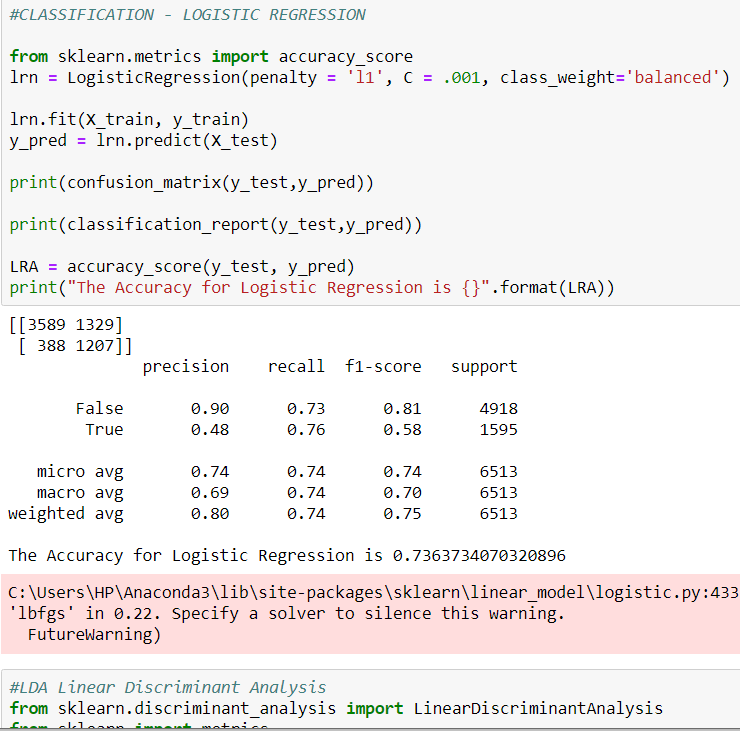 #CLASSIFICATION - LOGISTIC REGRESSION
from sklearn.metrics import accuracy_score
lrn = LogisticRegression(penalty = 'l1', C = .001, class_weight='balanced')
lrn.fit(X_train, y_train)
y_pred = lrn.predict(X_test)
print(confusion_matrix(y_test,y_pred))
print(classification_report(y_test,y_pred))
LRA = accuracy_score(y_test, y_pred)
print("The Accuracy for Logistic Regression is {}".format(LRA))
[[3589 1329]
 [ 388 1207]]
precision recall f1-score support
False 0.90 0.73 0.81 4918
True 0.48 0.76 0.58 1595
micro avg 0.74 0.74 0.74 6513
macro avg 0.69 0.74 0.70 6513
weighted avg 0.80 0.74 0.75 6513
The Accuracy for Logistic Regression is 0.7363734070320896
C:\Users\HP\Anaconda3\lib\site-packages\sklearn\linear_model\logistic.py:433
'lbfgs' in 0.22. Specify a solver to silence this warning.
FutureWarning)
#LDA Linear Discriminant Analysis
from sklearn.discriminant_analysis import LinearDiscriminantAnalysis
from sklearn import metrics